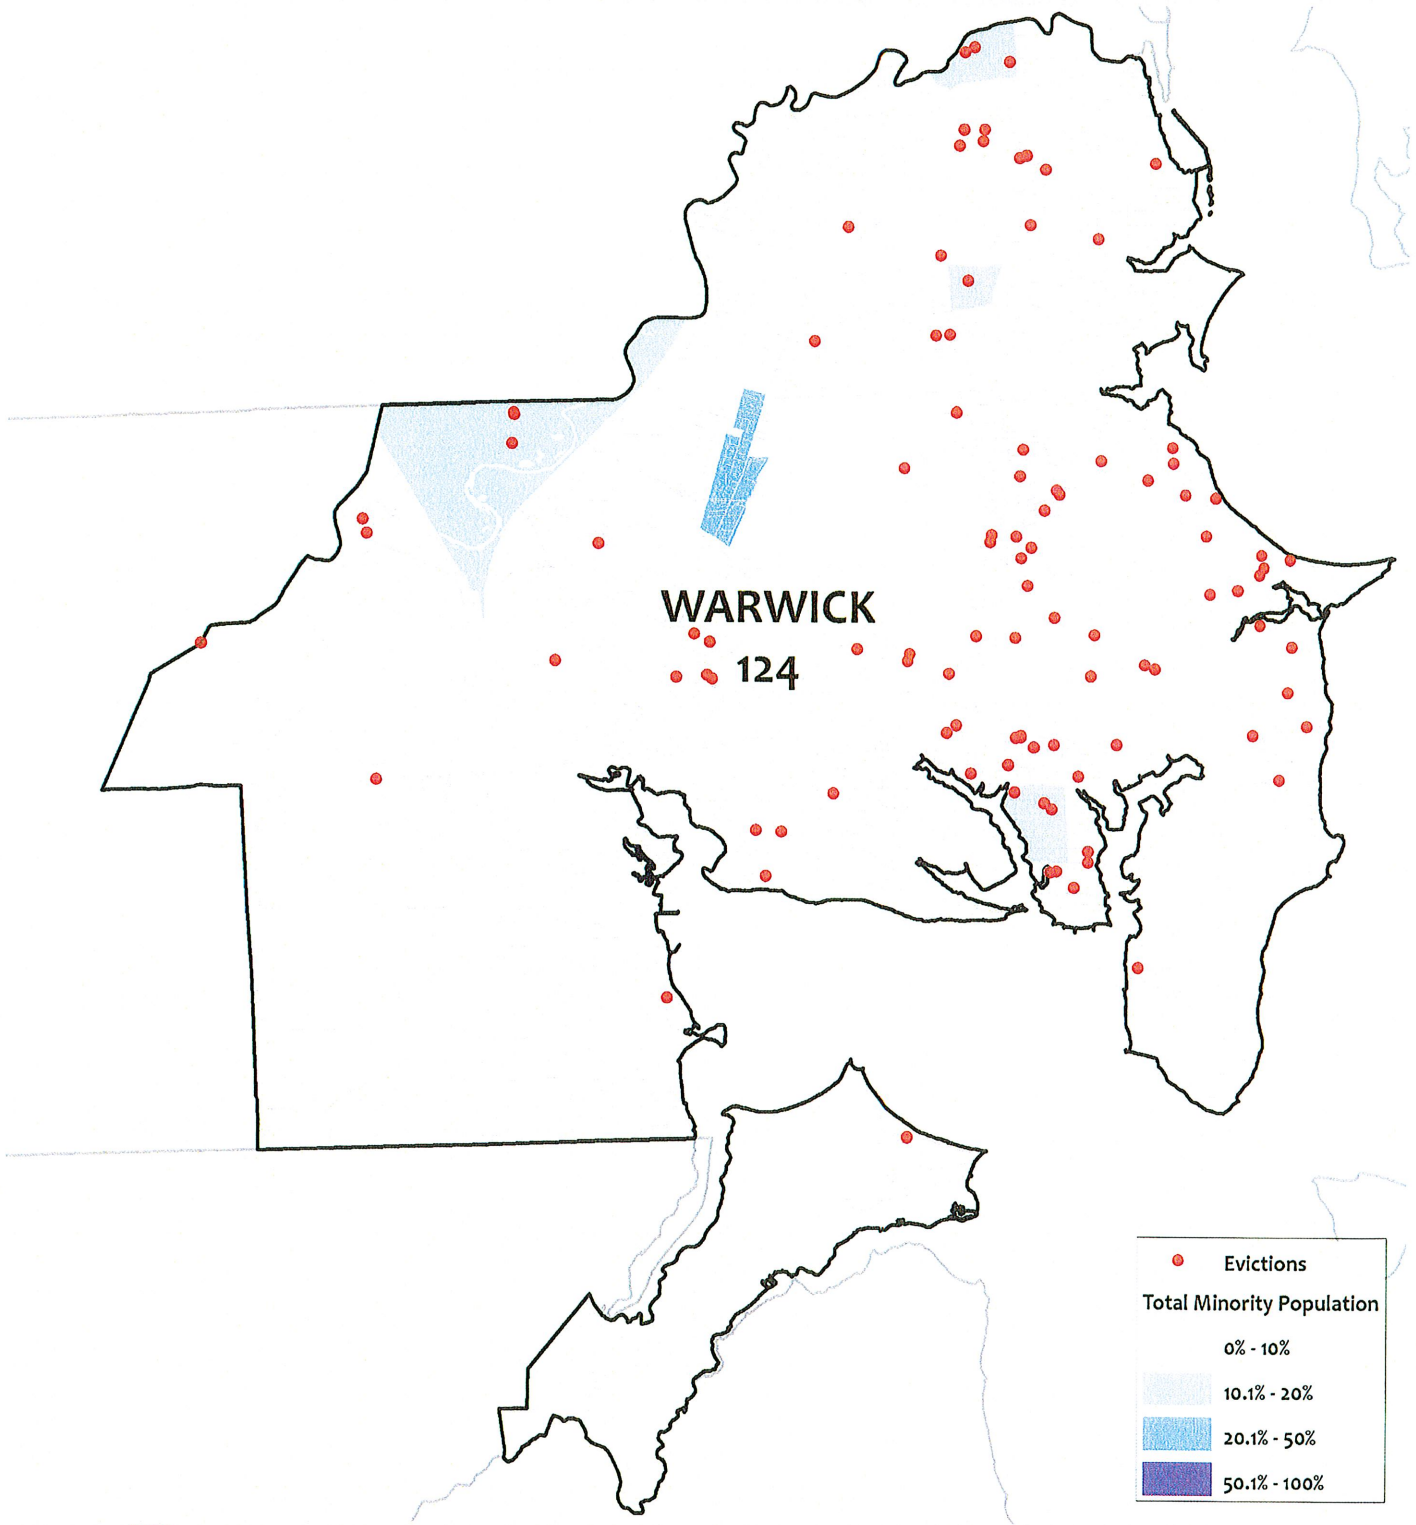 WARWICK
124
Evictions
Total Minority Population
0% - 10%
10.1% - 20%
20.1% - 50%
50.1% - 100%